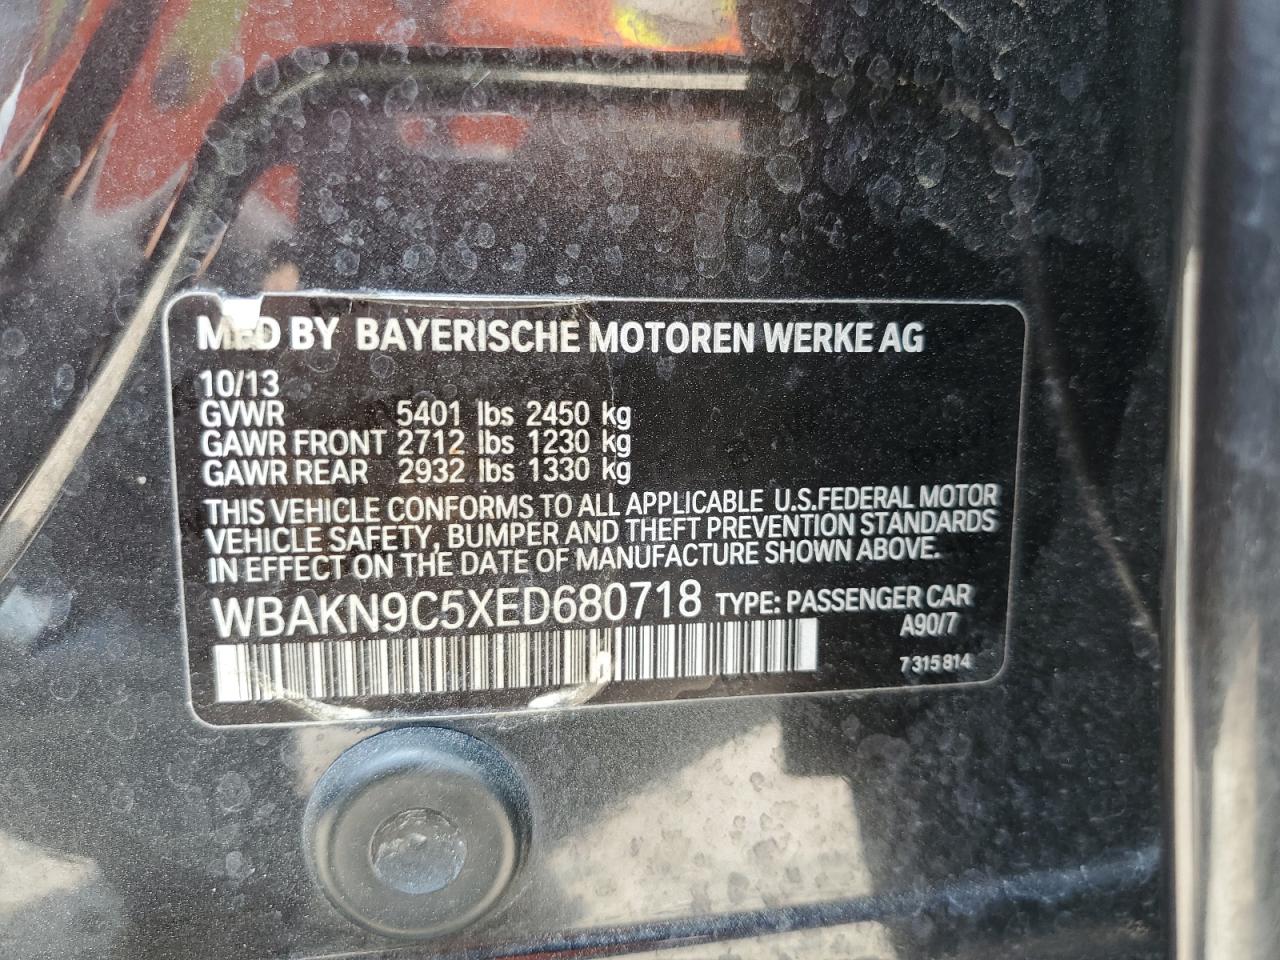 MFD BY BAYERISCHE MOTOREN WERKE AG
10/13
GVWR 5401 lbs 2450 kg
GAWR FRONT 2712 lbs 1230 kg
GAWR REAR 2932 lbs 1330 kg
THIS VEHICLE CONFORMS TO ALL APPLICABLE U.S.FEDERAL MOTOR
VEHICLE SAFETY, BUMPER AND THEFT PREVENTION STANDARDS
IN EFFECT ON THE DATE OF MANUFACTURE SHOWN ABOVE.
WBAKN9C5XED680718 TYPE: PASSENGER CAR
A90/7
7 315 814